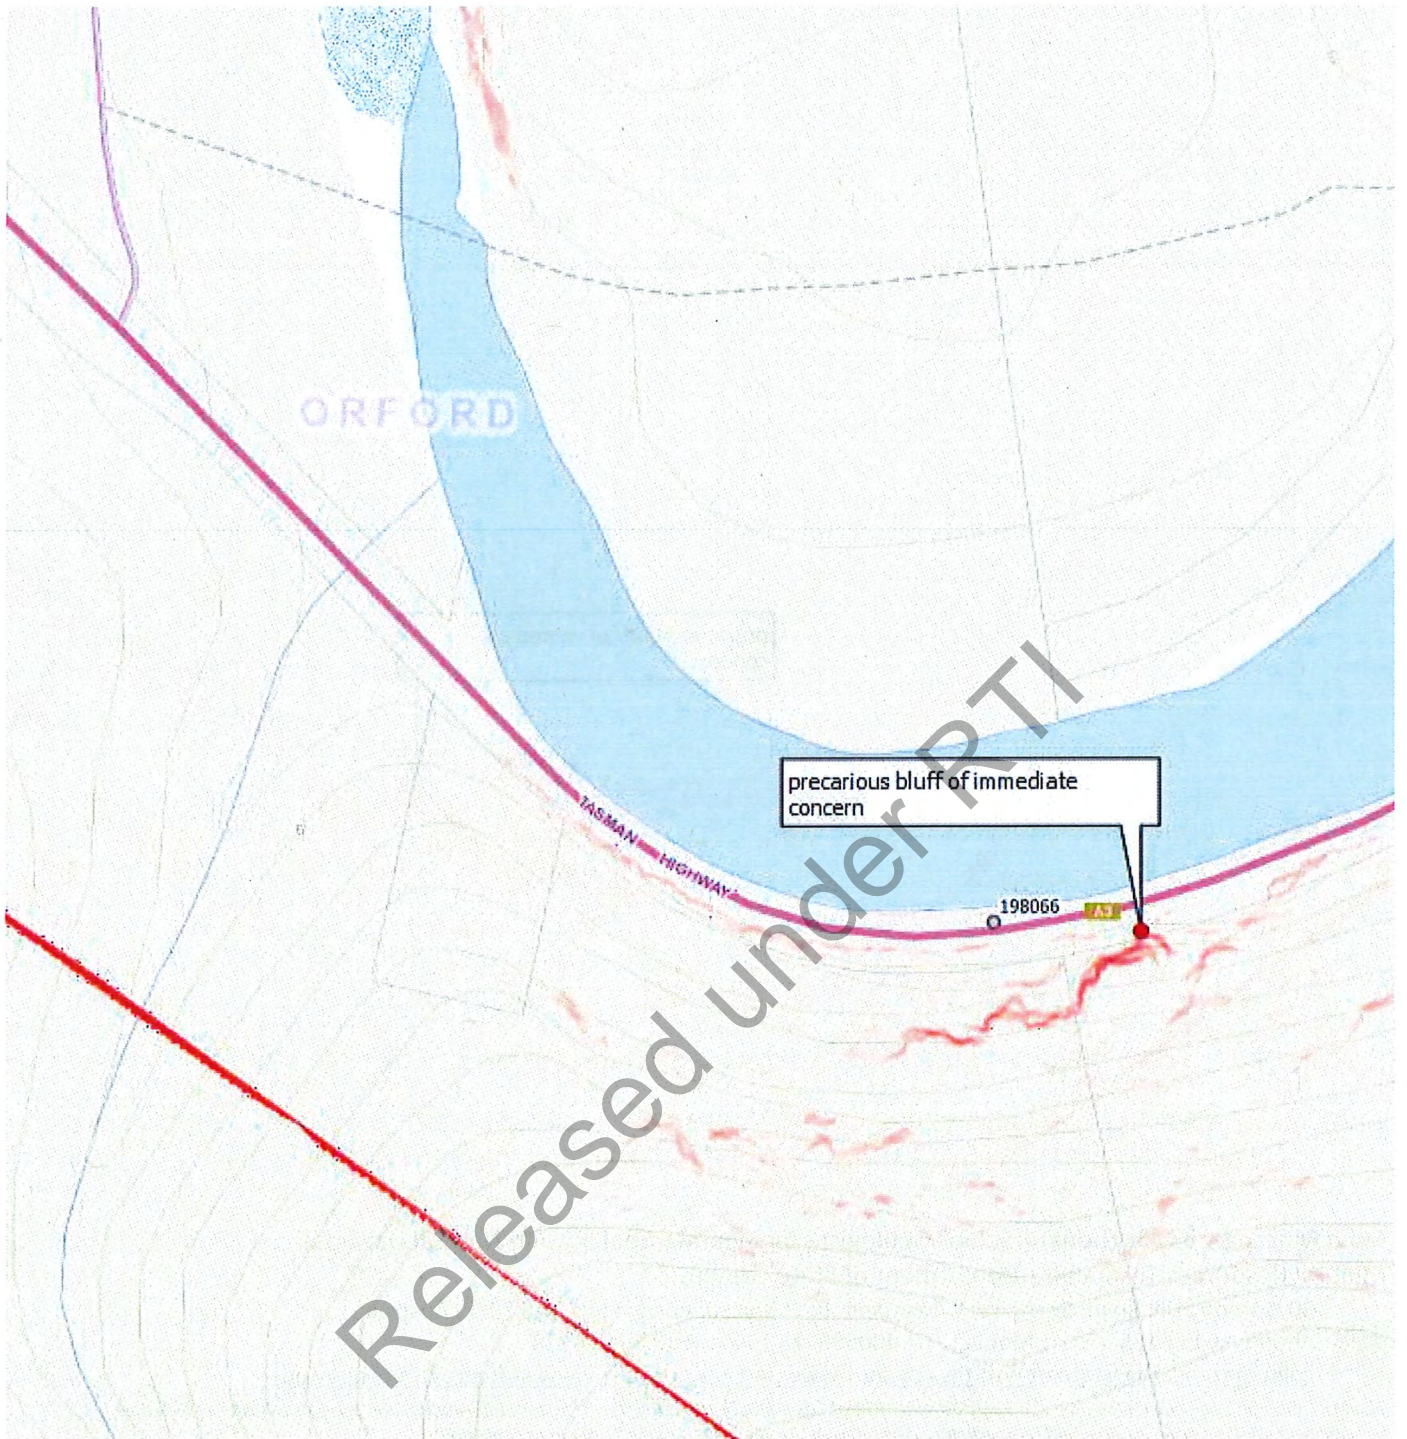 ORFORD
precarious bluff of immediate
concern
TASMAN HIGHWAY
198066
A3
Released under RTI